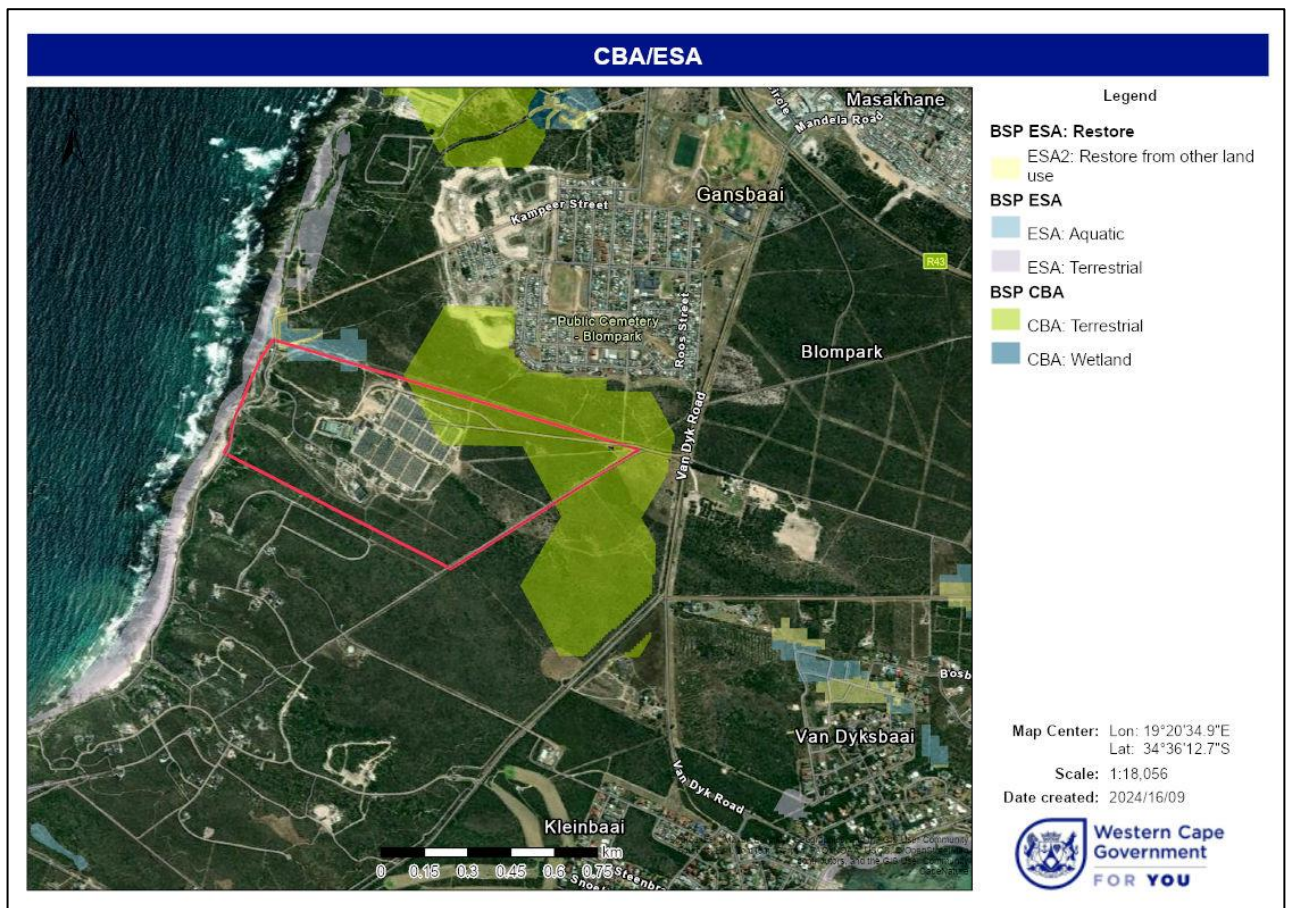 CBA/ESA
Masakhane
Mandela Road
Gansbaai
Kampeer Street
R43
Public Cemetery
- Blompark
Roos Street
Blompark
Van Dyk Road
Van Dyksbaai
Van Dyk Road
Kleinbaai
km
0 0.15 0.3 0.45 0.6 0.75
Legend
BSP ESA: Restore
ESA2: Restore from other land
use
BSP ESA
ESA: Aquatic
ESA: Terrestrial
BSP CBA
CBA: Terrestrial
CBA: Wetland
Map Center: Lon: 19°20'34.9"E
Lat: 34°36'12.7"S
Scale: 1:18,056
Date created: 2024/16/09
Western Cape
Government
FOR YOU